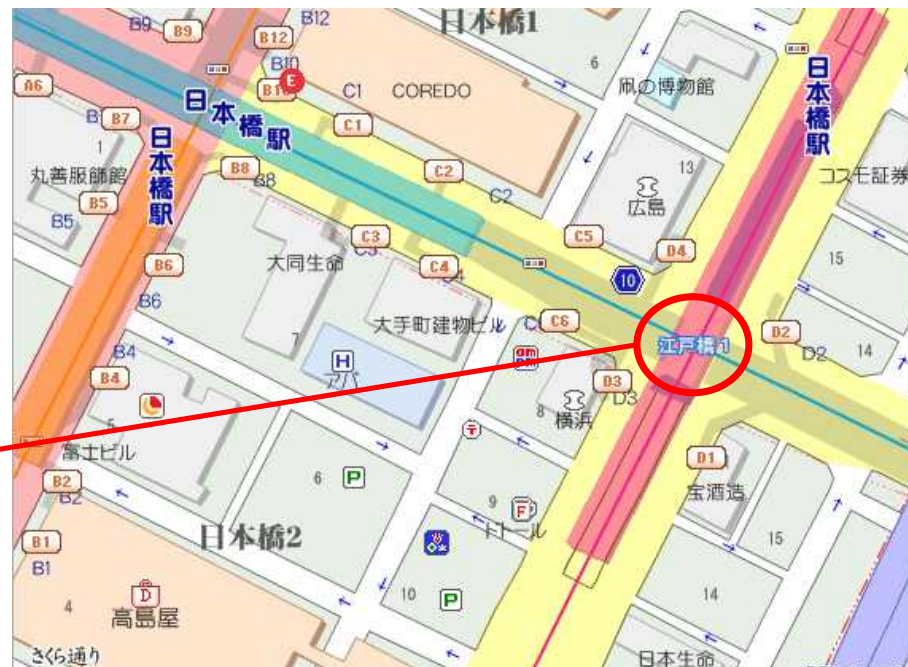 B12
日本橋1
B9
B9
B12
B10
6
凪の博物館
A6
E
C1
COREDO
日本橋駅
日本橋駅
B7
C1
1
日本橋駅
丸善服飾館
B8
B8
C2
C2
13
広島
コスモ証券
B5
B5
C3
C5
D4
B6
大同生命
C4
10
15
B6
7
大手町建物ビル
C6
江戸橋1
D2
D2
14
B4
H
アパ
am
pm
B4
D3
D3
8
横浜
5
富士ビル
6
P
〒
D1
宝酒造
B2
B2
9
F
ドトール
日本橋2
15
B1
B1
D
4
高島屋
10
P
14
さくら通り
日本生命